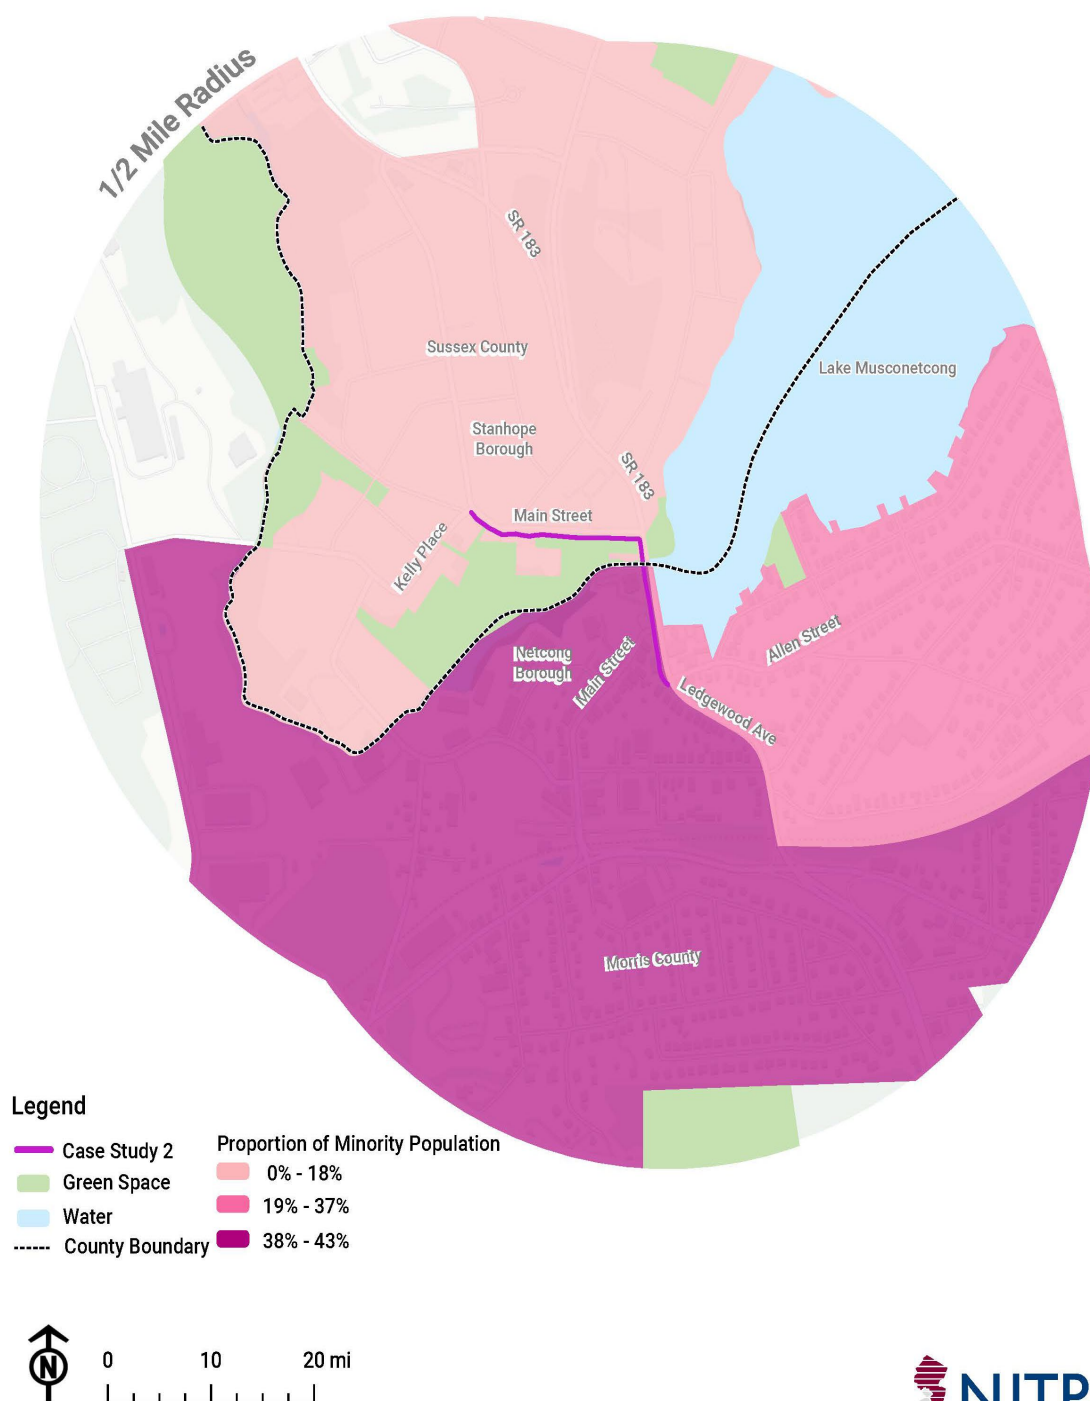 1/2 Mile Radius
SR 183
Sussex County
Lake Musconetcong
Stanhope
Borough
SR 183
Main Street
Kelly Place
Netcong
Borough
Main Street
Allen Street
Ledgewood Ave
Morris County
Legend
Case Study 2
Green Space
Water
County Boundary
Proportion of Minority Population
0% - 18%
19% - 37%
38% - 43%
N
0 10 20 mi
NJTP